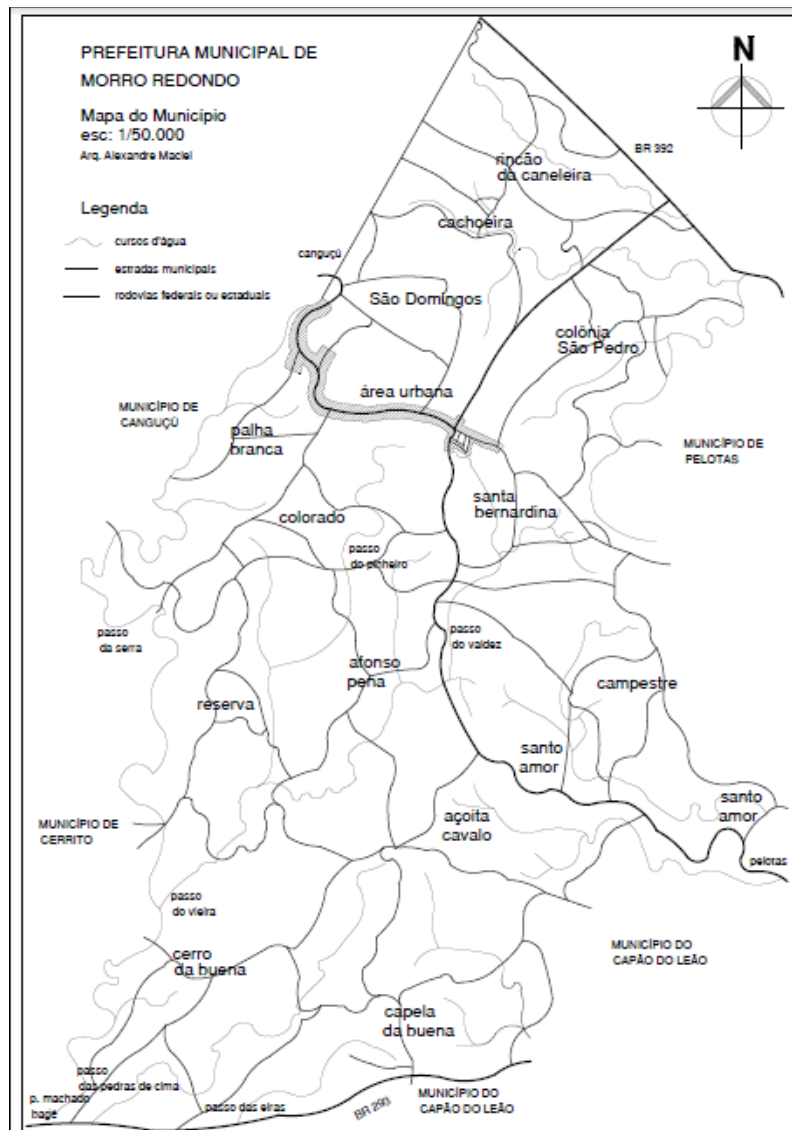 PREFEITURA MUNICIPAL DE
MORRO REDONDO
Mapa do Município
esc: 1/50.000
Arq. Alexandre Maciel
Legenda
cursos d'água
estradas municipais
rodovias federais ou estaduais
N
BR 392
rincão
da caneleira
cachoeira
canguçú
São Domingos
colônia
São Pedro
área urbana
MUNICÍPIO DE
CANGUÇÚ
palha
branca
MUNICÍPIO DE
PELOTAS
santa
bernardina
colorado
passo
do pinheiro
passo
da serra
passo
do valdez
afonso
pena
campestre
reserva
santo
amor
santo
amor
açoita
cavalo
MUNICÍPIO DE
CERRITO
pelotas
passo
do vieira
MUNICÍPIO DO
CAPÃO DO LEÃO
cerro
da buena
capela
da buena
passo
das pedras de cima
p. machado
bagé
passo das eiras
BR 293
MUNICÍPIO DO
CAPÃO DO LEÃO